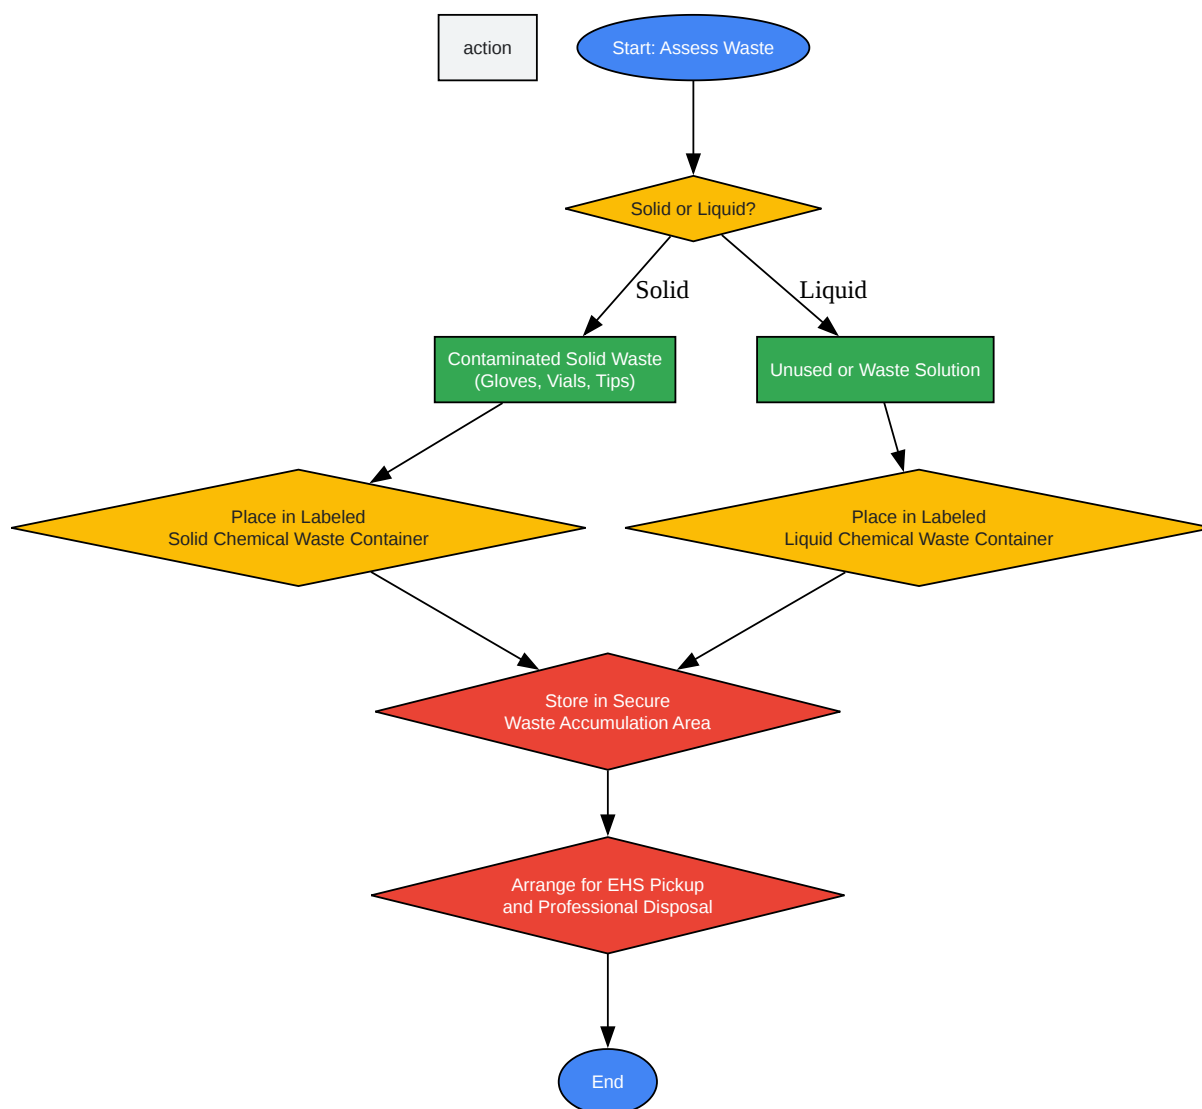 action
Start: Assess Waste
Solid or Liquid?
Solid
Liquid
Contaminated Solid Waste
(Gloves, Vials, Tips)
Unused or Waste Solution
Place in Labeled
Solid Chemical Waste Container
Place in Labeled
Liquid Chemical Waste Container
Store in Secure
Waste Accumulation Area
Arrange for EHS Pickup
and Professional Disposal
End